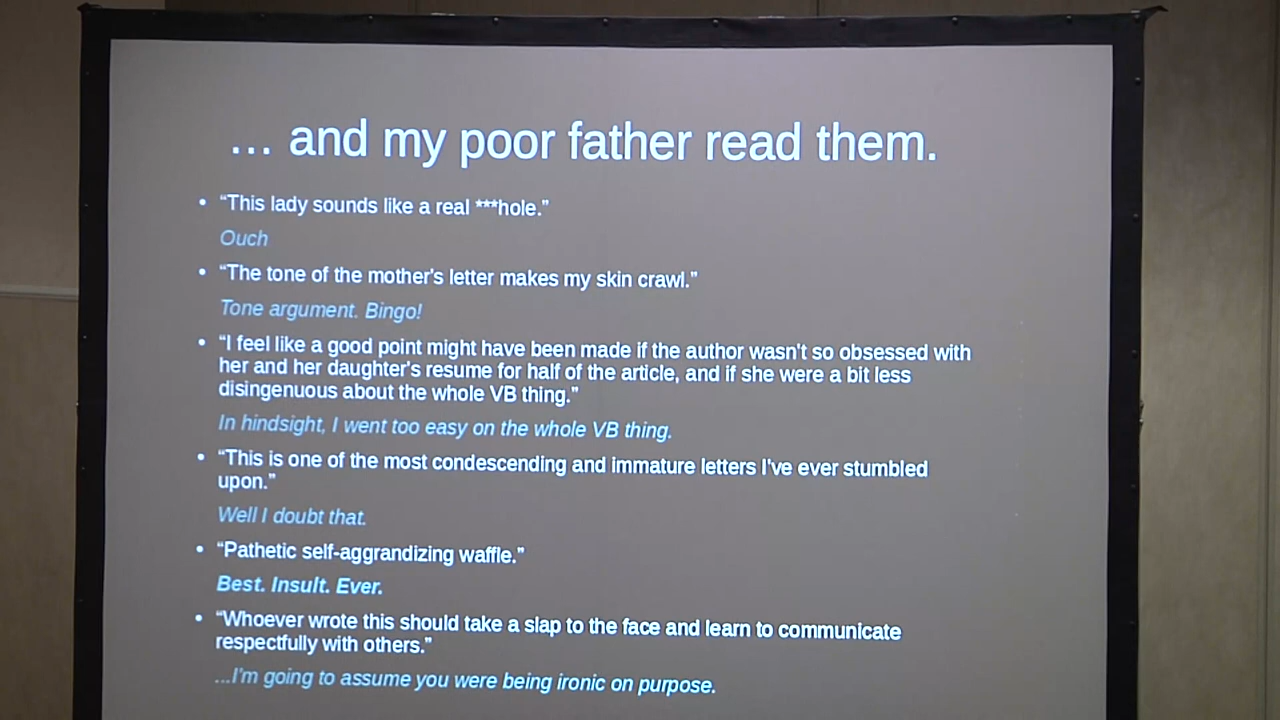 … and my poor father read them.
• “This lady sounds like a real ***hole.”
Ouch
• “The tone of the mother's letter makes my skin crawl.”
Tone argument. Bingo!
• “I feel like a good point might have been made if the author wasn't so obsessed with
her and her daughter's resume for half of the article, and if she were a bit less
disingenuous about the whole VB thing.”
In hindsight, I went too easy on the whole VB thing.
• “This is one of the most condescending and immature letters I've ever stumbled
upon.”
Well I doubt that.
• “Pathetic self-aggrandizing waffle.”
Best. Insult. Ever.
• “Whoever wrote this should take a slap to the face and learn to communicate
respectfully with others.”
...I'm going to assume you were being ironic on purpose.